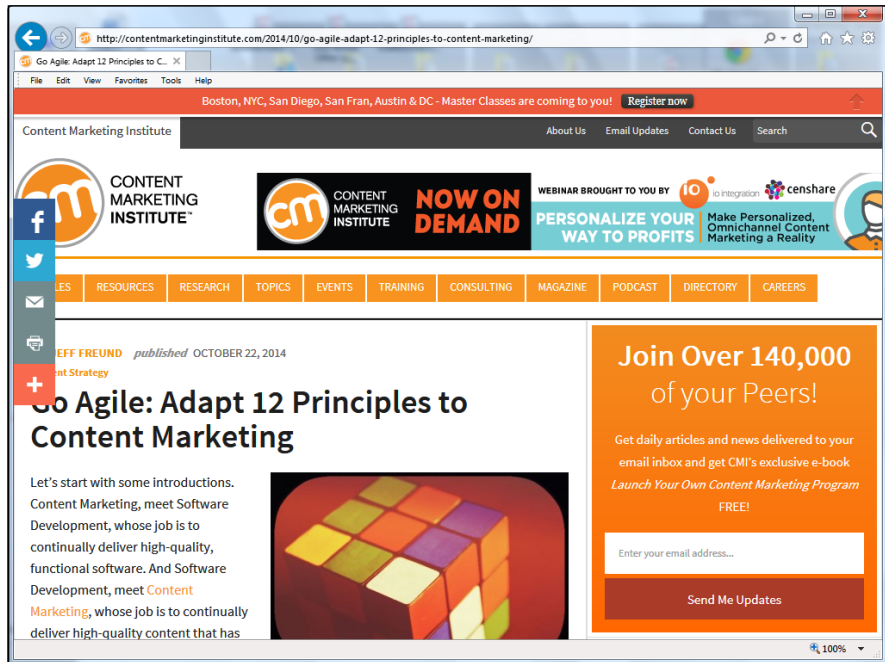 http://contentmarketinginstitute.com/2014/10/go-agile-adapt-12-principles-to-content-marketing/
Go Agile: Adapt 12 Principles to C...
File Edit View Favorites Tools Help
Boston, NYC, San Diego, San Fran, Austin & DC - Master Classes are coming to you! Register now
Content Marketing Institute About Us Email Updates Contact Us Search
cm CONTENT
MARKETING
INSTITUTE™
cm CONTENT
MARKETING
INSTITUTE
NOW ON
DEMAND
WEBINAR BROUGHT TO YOU BY io io integration censhare
PERSONALIZE YOUR
WAY TO PROFITS
Make Personalized,
Omnichannel Content
Marketing a Reality
LES RESOURCES RESEARCH TOPICS EVENTS TRAINING CONSULTING MAGAZINE PODCAST DIRECTORY CAREERS
JEFF FREUND published OCTOBER 22, 2014
nt Strategy
Go Agile: Adapt 12 Principles to
Content Marketing
Let's start with some introductions.
Content Marketing, meet Software
Development, whose job is to
continually deliver high-quality,
functional software. And Software
Development, meet Content
Marketing, whose job is to continually
deliver high-quality content that has
Join Over 140,000
of your Peers!
Get daily articles and news delivered to your
email inbox and get CMI's exclusive e-book
Launch Your Own Content Marketing Program
FREE!
Enter your email address...
Send Me Updates
100%